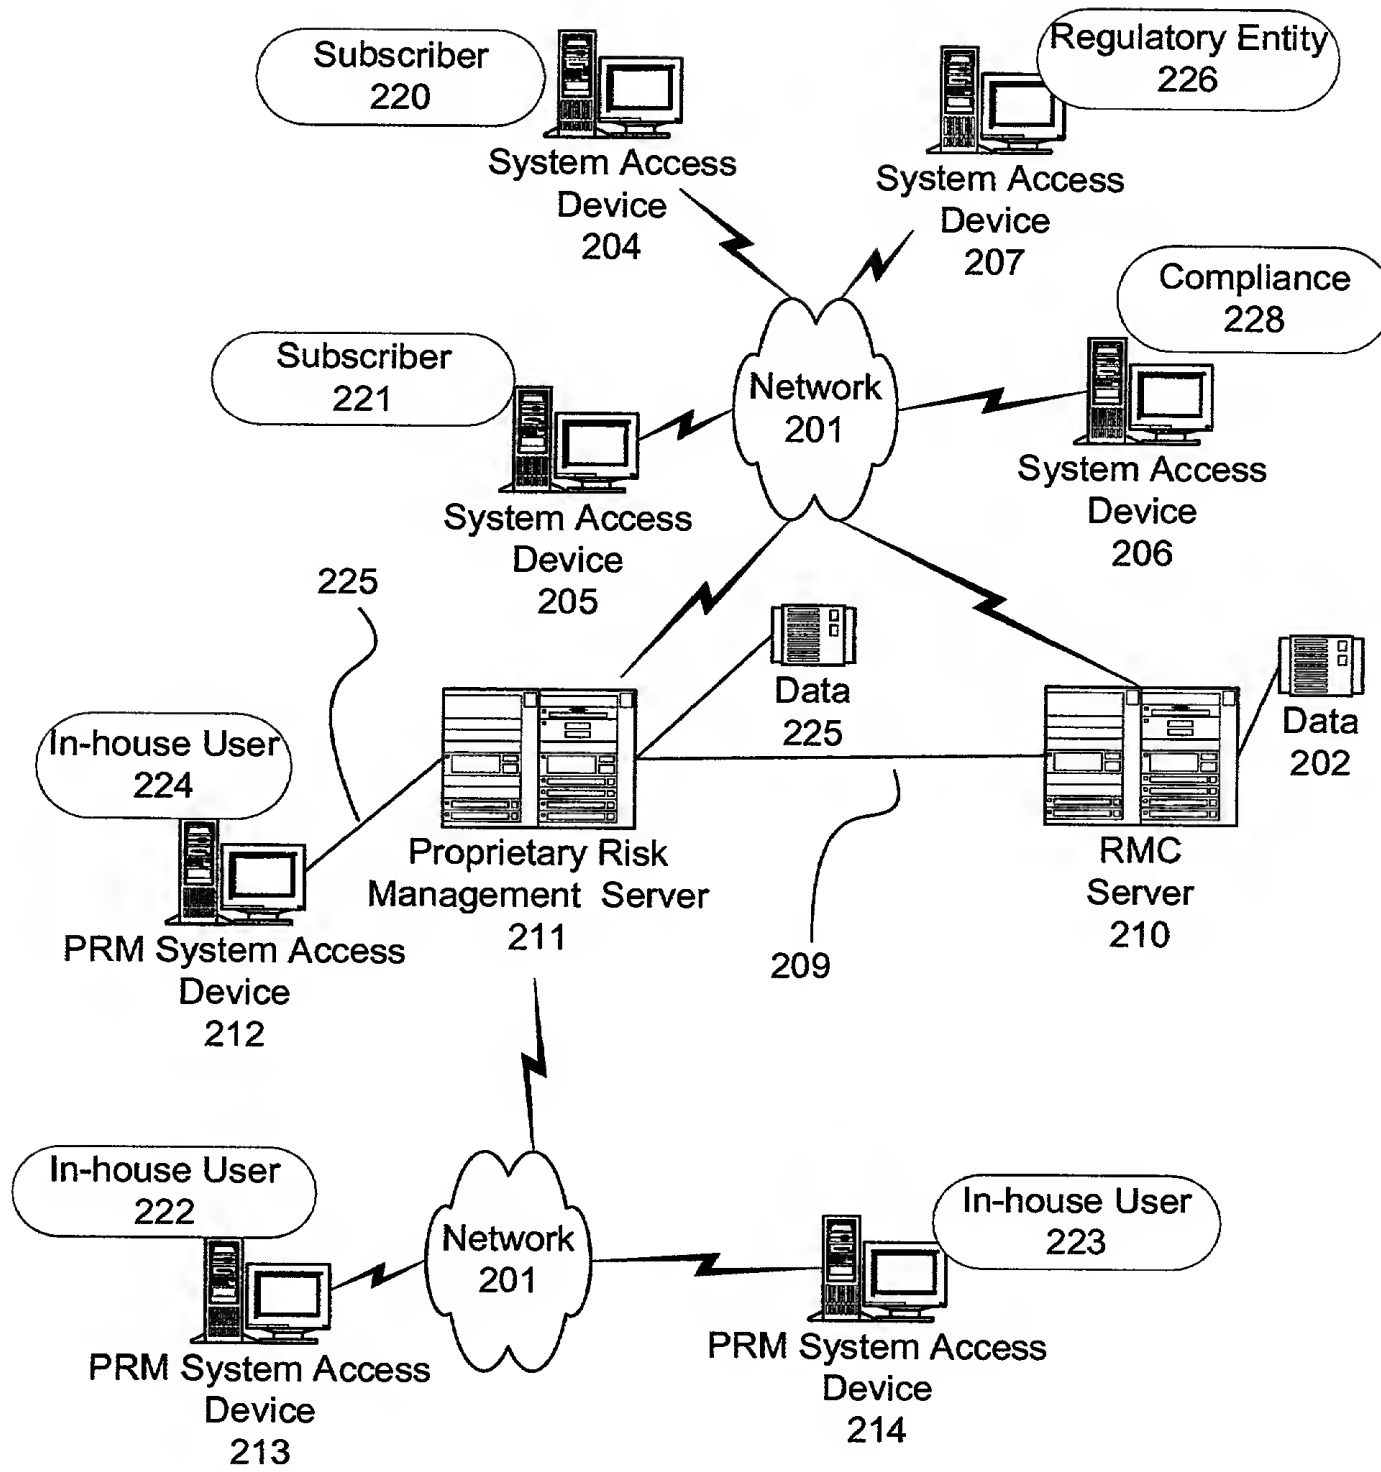 Subscriber
220
Regulatory Entity
226
System Access
Device
204
System Access
Device
207
Compliance
228
Subscriber
221
Network
201
System Access
Device
205
System Access
Device
206
225
Data
225
Data
202
In-house User
224
Proprietary Risk
Management Server
211
RMC
Server
210
209
PRM System Access
Device
212
In-house User
222
Network
201
In-house User
223
PRM System Access
Device
213
PRM System Access
Device
214